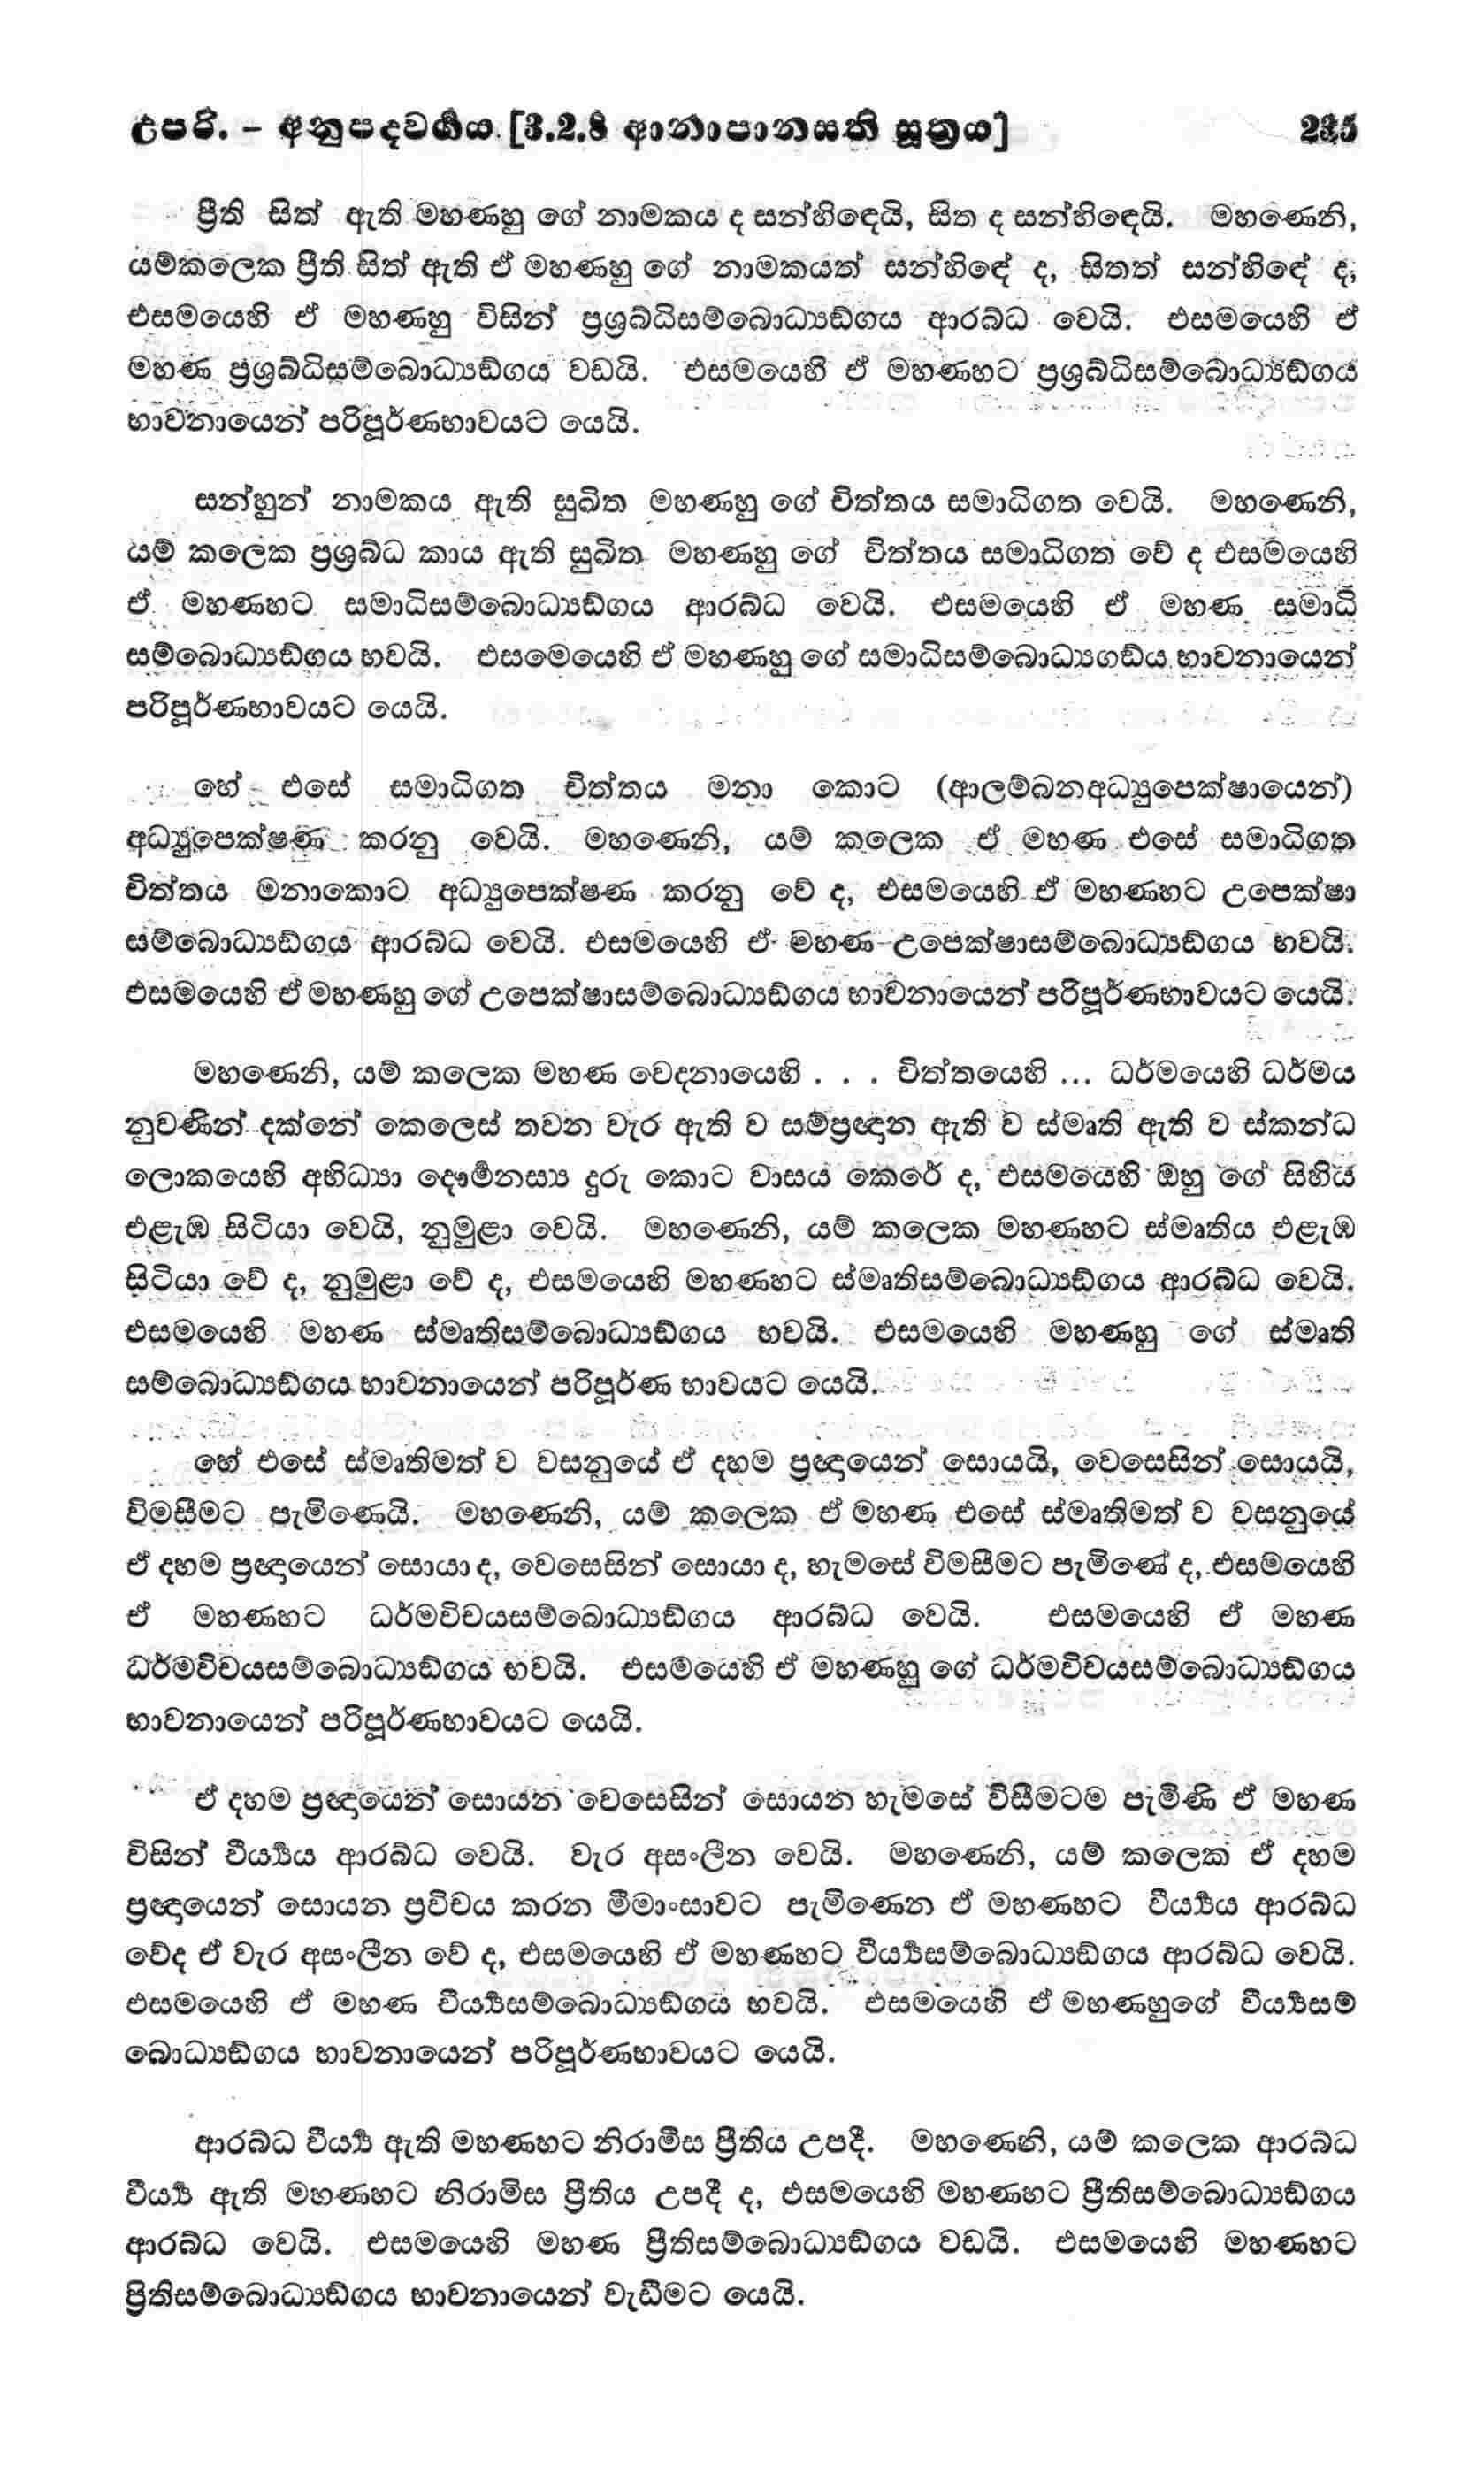 උපරි. – අනුපදවර්‍ගය [3.2.8 ආනාපානසති සූත්‍රය] 235
ප්‍රීති සිත් ඇති මහණහු ගේ නාමකය ද සන්හිඳෙයි, සිත ද සන්හිඳෙයි. මහණෙනි,
යම්කලෙක ප්‍රීති සිත් ඇති ඒ මහණහු ගේ නාමකයත් සන්හිඳේ ද, සිතත් සන්හිඳේ ද,
එසමයෙහි ඒ මහණහු විසින් ප්‍රශ්‍රබ්ධිසම්බොධ්‍යඞ්ගය ආරබ්ධ වෙයි. එසමයෙහි ඒ
මහණ ප්‍රශ්‍රබ්ධිසම්බොධ්‍යඞ්ගය වඩයි. එසමයෙහි ඒ මහණහට ප්‍රශ්‍රබ්ධිසම්බොධ්‍යඞ්ගය
භාවනායෙන් පරිපූර්ණභාවයට යෙයි.
සන්හුන් නාමකය ඇති සුඛිත මහණහු ගේ චිත්තය සමාධිගත වෙයි. මහණෙනි,
යම් කලෙක ප්‍රශ්‍රබ්ධ කාය ඇති සුඛිත මහණහු ගේ චිත්තය සමාධිගත වේ ද එසමයෙහි
ඒ මහණහට සමාධිසම්බොධ්‍යඞ්ගය ආරබ්ධ වෙයි. එසමයෙහි ඒ මහණ සමාධි
සම්බොධ්‍යඞ්ගය භවයි. එසමෙයෙහි ඒ මහණහු ගේ සමාධිසම්බොධ්‍යගඞ්ය භාවනායෙන්
පරිපූර්ණභාවයට යෙයි.
හේ එසේ සමාධිගත චිත්තය මනා කොට (ආලම්බනඅධ්‍යුපෙක්ෂායෙන්)
අධ්‍යුපෙක්ෂණ කරනු වෙයි. මහණෙනි, යම් කලෙක ඒ මහණ එසේ සමාධිගත
චිත්තය මනාකොට අධ්‍යුපෙක්ෂණ කරනු වේ ද, එසමයෙහි ඒ මහණහට උපෙක්ෂා
සම්බොධ්‍යඞ්ගය ආරබ්ධ වෙයි. එසමයෙහි ඒ මහණ උපෙක්ෂාසම්බොධ්‍යඞ්ගය භවයි.
එසමයෙහි ඒ මහණහු ගේ උපෙක්ෂාසම්බොධ්‍යඞ්ගය භාවනායෙන් පරිපූර්ණභාවයට යෙයි.
මහණෙනි, යම් කලෙක මහණ වෙදනායෙහි . . . චිත්තයෙහි ... ධර්මයෙහි ධර්මය
නුවණින් දක්නේ කෙලෙස් තවන වැර ඇති ව සම්ප්‍රඥාන ඇති ව ස්මෘති ඇති ව ස්කන්ධ
ලොකයෙහි අභිධ්‍යා දෞර්‍මනස්‍ය දුරු කොට වාසය කෙරේ ද, එසමයෙහි ඔහු ගේ සිහිය
එළැඹ සිටියා වෙයි, නුමුළා වෙයි. මහණෙනි, යම් කලෙක මහණහට ස්මෘතිය එළැඹ
සිටියා වේ ද, නුමුළා වේ ද, එසමයෙහි මහණහට ස්මෘතිසම්බොධ්‍යඞ්ගය ආරබ්ධ වෙයි.
එසමයෙහි මහණ ස්මෘතිසම්බොධ්‍යඞ්ගය භවයි. එසමයෙහි මහණහු ගේ ස්මෘති
සම්බොධ්‍යඞ්ගය භාවනායෙන් පරිපූර්ණ භාවයට යෙයි.
හේ එසේ ස්මෘතිමත් ව වසනුයේ ඒ දහම ප්‍රඥායෙන් සොයයි, වෙසෙසින් සොයයි,
විමසීමට පැමිණෙයි. මහණෙනි, යම් කලෙක ඒ මහණ එසේ ස්මෘතිමත් ව වසනුයේ
ඒ දහම ප්‍රඥායෙන් සොයා ද, වෙසෙසින් සොයා ද, හැමසේ විමසීමට පැමිණේ ද, එසමයෙහි
ඒ මහණහට ධර්මවිචයසම්බොධ්‍යඞ්ගය ආරබ්ධ වෙයි. එසමයෙහි ඒ මහණ
ධර්මවිචයසම්බොධ්‍යඞ්ගය භවයි. එසමයෙහි ඒ මහණහු ගේ ධර්මවිචයසම්බොධ්‍යඞ්ගය
භාවනායෙන් පරිපූර්ණභාවයට යෙයි.
ඒ දහම ප්‍රඥායෙන් සොයන වෙසෙසින් සොයන හැමසේ විසීමටම පැමිණි ඒ මහණ
විසින් වීර්‍ය්‍යය ආරබ්ධ වෙයි. වැර අසංලීන වෙයි. මහණෙනි, යම් කලෙක ඒ දහම
ප්‍රඥායෙන් සොයන ප්‍රවිචය කරන මීමාංසාවට පැමිණෙන ඒ මහණහට වීර්‍ය්‍යය ආරබ්ධ
වේද ඒ වැර අසංලීන වේ ද, එසමයෙහි ඒ මහණහට වීර්‍ය්‍යසම්බොධ්‍යඞ්ගය ආරබ්ධ වෙයි.
එසමයෙහි ඒ මහණ වීර්‍ය්‍යසම්බොධ්‍යඞ්ගය භවයි. එසමයෙහි ඒ මහණහුගේ වීර්‍ය්‍යසම්
බොධ්‍යඞ්ගය භාවනායෙන් පරිපූර්ණභාවයට යෙයි.
ආරබ්ධ වීර්‍ය්‍ය ඇති මහණහට නිරාමිස ප්‍රීතිය උපදී. මහණෙනි, යම් කලෙක ආරබ්ධ
වීර්‍ය්‍ය ඇති මහණහට නිරාමිස ප්‍රීතිය උපදී ද, එසමයෙහි මහණහට ප්‍රීතිසම්බොධ්‍යඞ්ගය
ආරබ්ධ වෙයි. එසමයෙහි මහණ ප්‍රීතිසම්බොධ්‍යඞ්ගය වඩයි. එසමයෙහි මහණහට
ප්‍රිතිසම්බොධ්‍යඞ්ගය භාවනායෙන් වැඩීමට යෙයි.